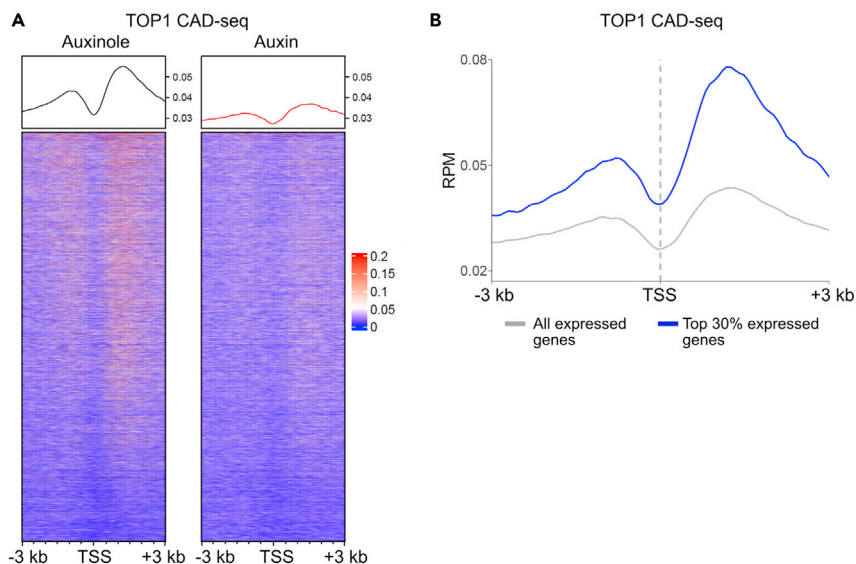 A
TOP1 CAD-seq
Auxinole
Auxin
0.05
0.04
0.03
0.05
0.04
0.03
0.2
0.15
0.1
0.05
0
-3 kb
TSS
+3 kb
-3 kb
TSS
+3 kb
B
TOP1 CAD-seq
0.08
0.05
0.02
RPM
-3 kb
TSS
+3 kb
All expressed
genes
Top 30% expressed
genes